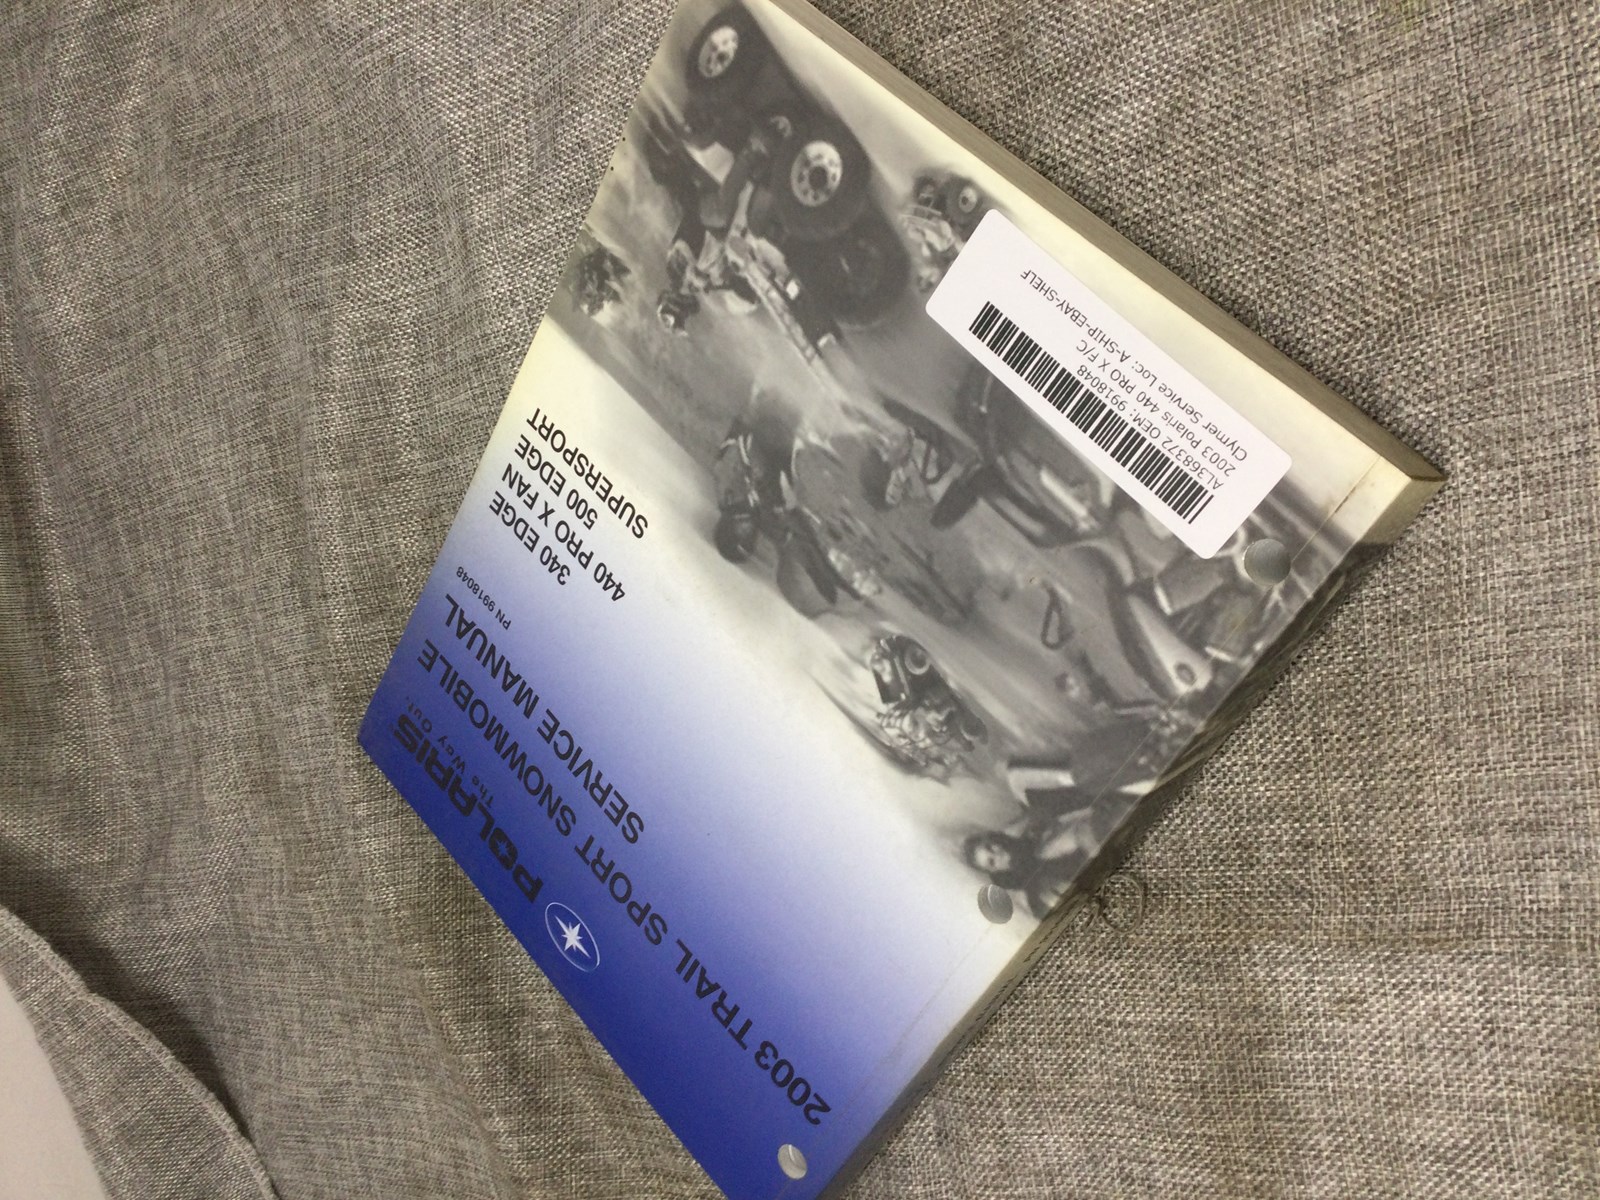 POLARIS
The Way Out.
2003 TRAIL SPORT SNOWMOBILE
SERVICE MANUAL
PN 9918048
340 EDGE
440 PRO X FAN
500 EDGE
SUPERSPORT
AL368372 OEM: 9918048
2003 Polaris 440 PRO X F/C
Clymer Service Loc: A-SHIP-EBAY-SHELF